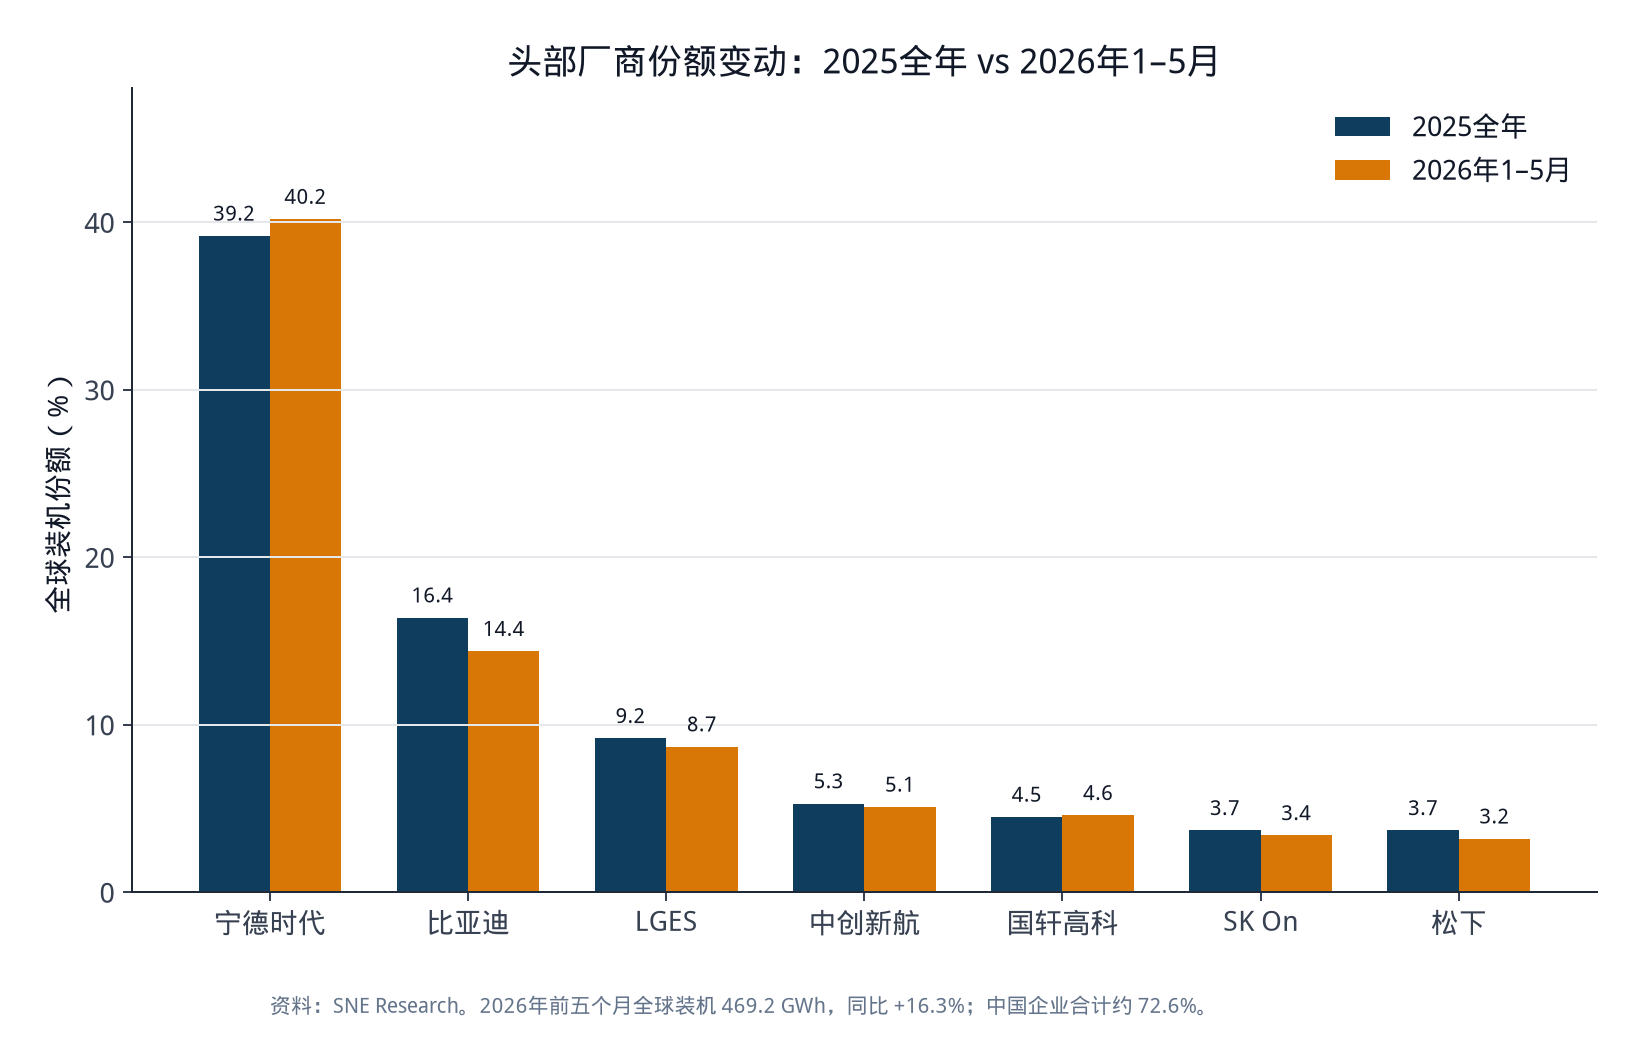 头部厂商份额变动：2025全年 vs 2026年1–5月
2025全年
2026年1–5月
全球装机份额（%）
40
30
20
10
0
39.2
40.2
16.4
14.4
9.2
8.7
5.3
5.1
4.5
4.6
3.7
3.4
3.7
3.2
宁德时代
比亚迪
LGES
中创新航
国轩高科
SK On
松下
资料：SNE Research。2026年前五个月全球装机 469.2 GWh，同比 +16.3%；中国企业合计约 72.6%。